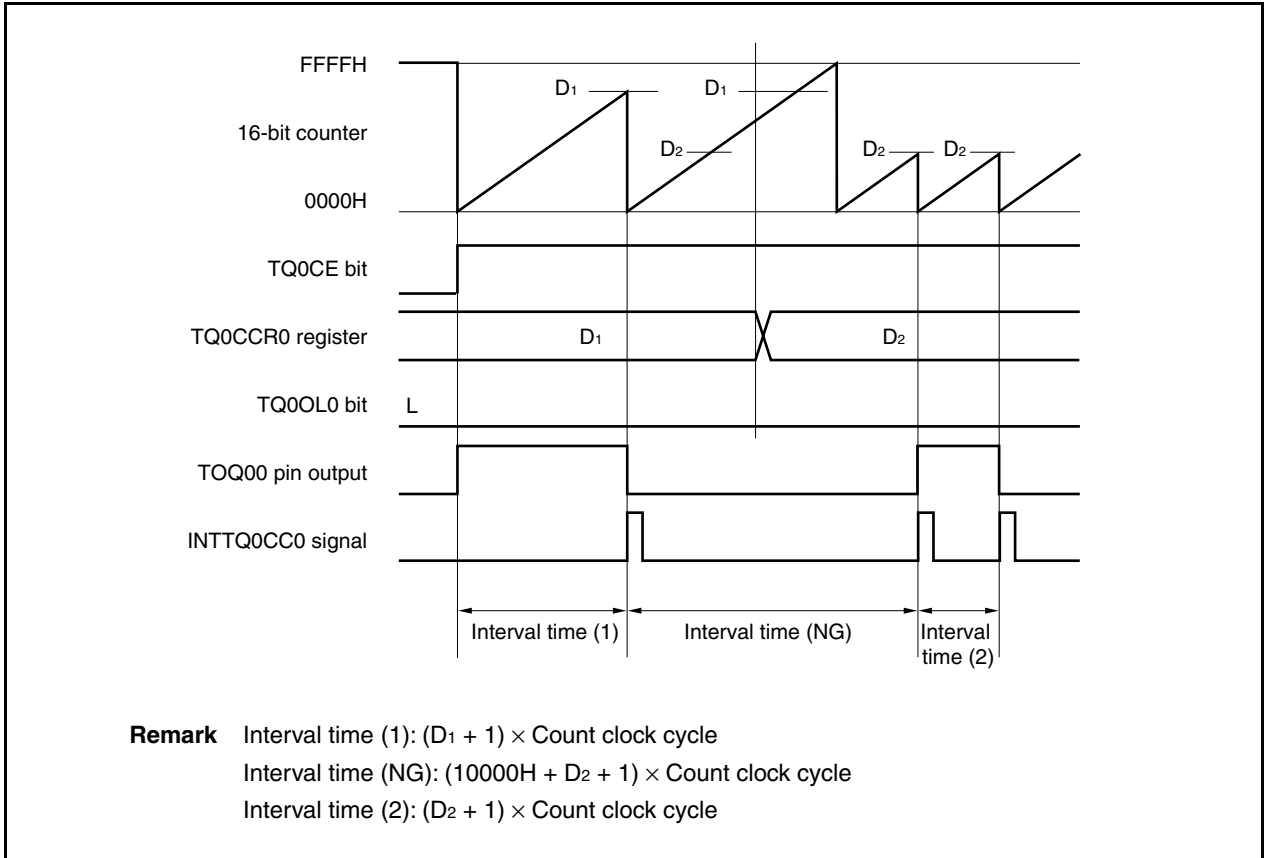 FFFFH
D1
D1
16-bit counter
D2
D2
D2
0000H
TQ0CE bit
TQ0CCR0 register
D1
D2
TQ0OL0 bit
L
TOQ00 pin output
INTTQ0CC0 signal
Interval time (1)
Interval time (NG)
Interval
time (2)
Remark Interval time (1): (D1 + 1) × Count clock cycle
Interval time (NG): (10000H + D2 + 1) × Count clock cycle
Interval time (2): (D2 + 1) × Count clock cycle